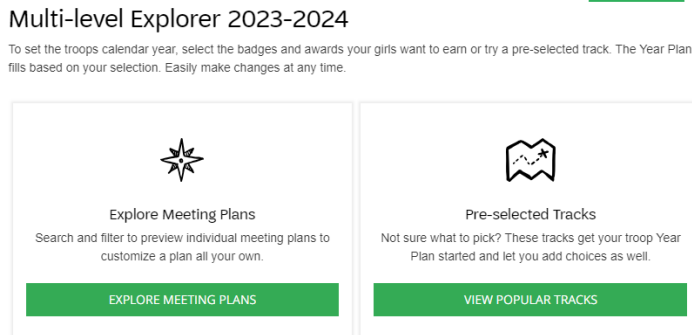 Multi-level Explorer 2023-2024
To set the troops calendar year, select the badges and awards your girls want to earn or try a pre-selected track. The Year Plan
fills based on your selection. Easily make changes at any time.
Explore Meeting Plans
Search and filter to preview individual meeting plans to
customize a plan all your own.
EXPLORE MEETING PLANS
Pre-selected Tracks
Not sure what to pick? These tracks get your troop Year
Plan started and let you add choices as well.
VIEW POPULAR TRACKS